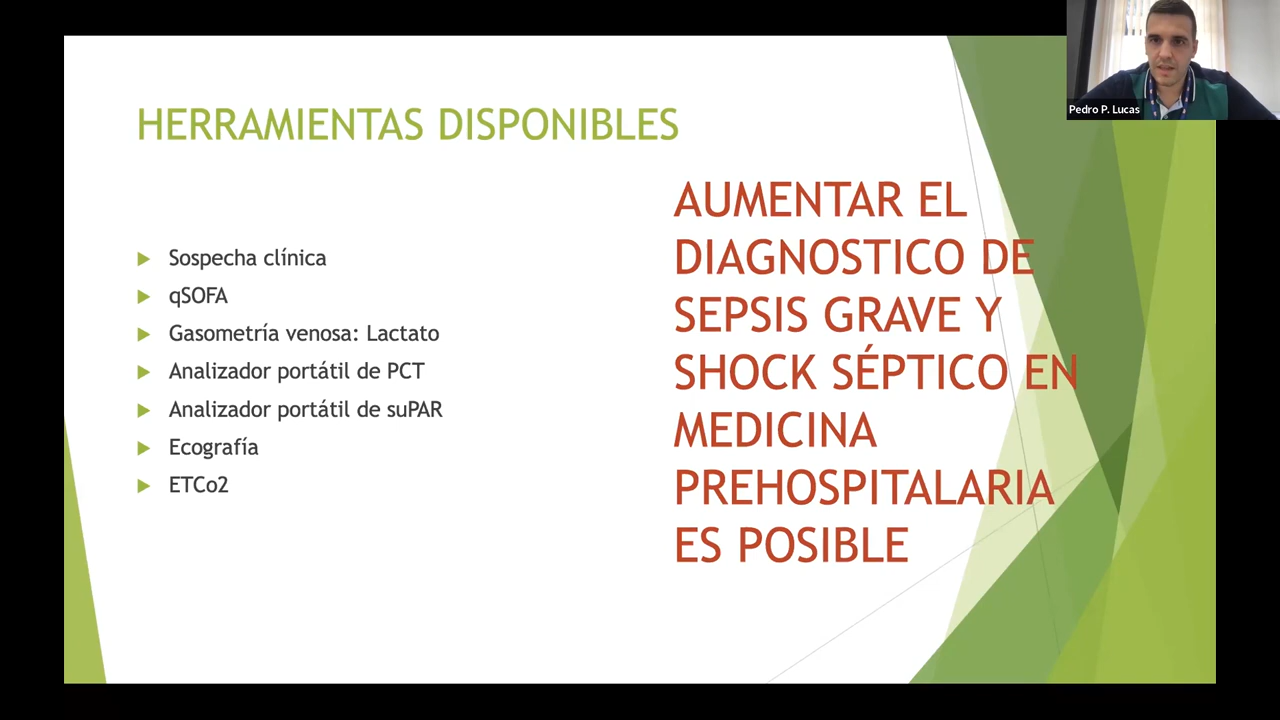 HERRAMIENTAS DISPONIBLES
Sospecha clínica
qSOFA
Gasometría venosa: Lactato
Analizador portátil de PCT
Analizador portátil de suPAR
Ecografía
ETCo2
AUMENTAR EL
DIAGNOSTICO DE
SEPSIS GRAVE Y
SHOCK SÉPTICO EN
MEDICINA
PREHOSPITALARIA
ES POSIBLE
Pedro P. Lucas